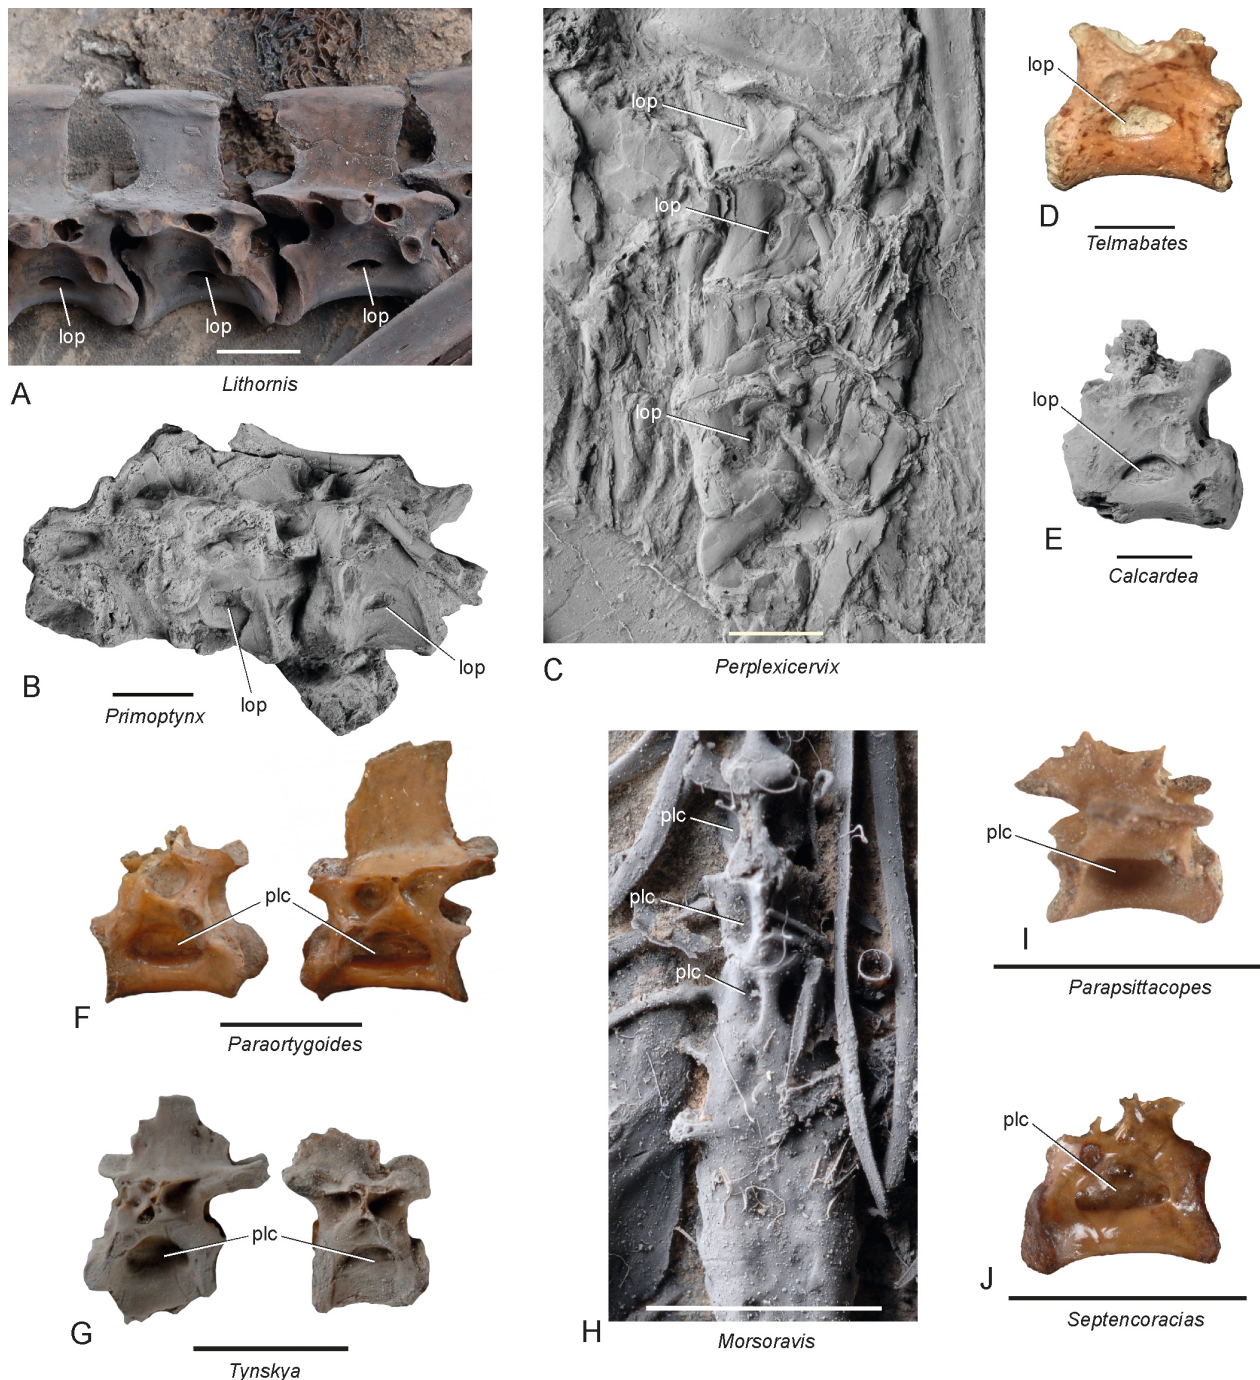 lop
lop
lop
A
Lithornis
lop
lop
B
Primoptynx
lop
lop
lop
C
Perplexicervix
lop
D
Telmabates
lop
E
Calcardea
plc
F
Paraortygoides
plc
G
Tynskya
plc
plc
plc
H
Morsoravis
plc
I
Parapsittacopes
plc
J
Septencoracias